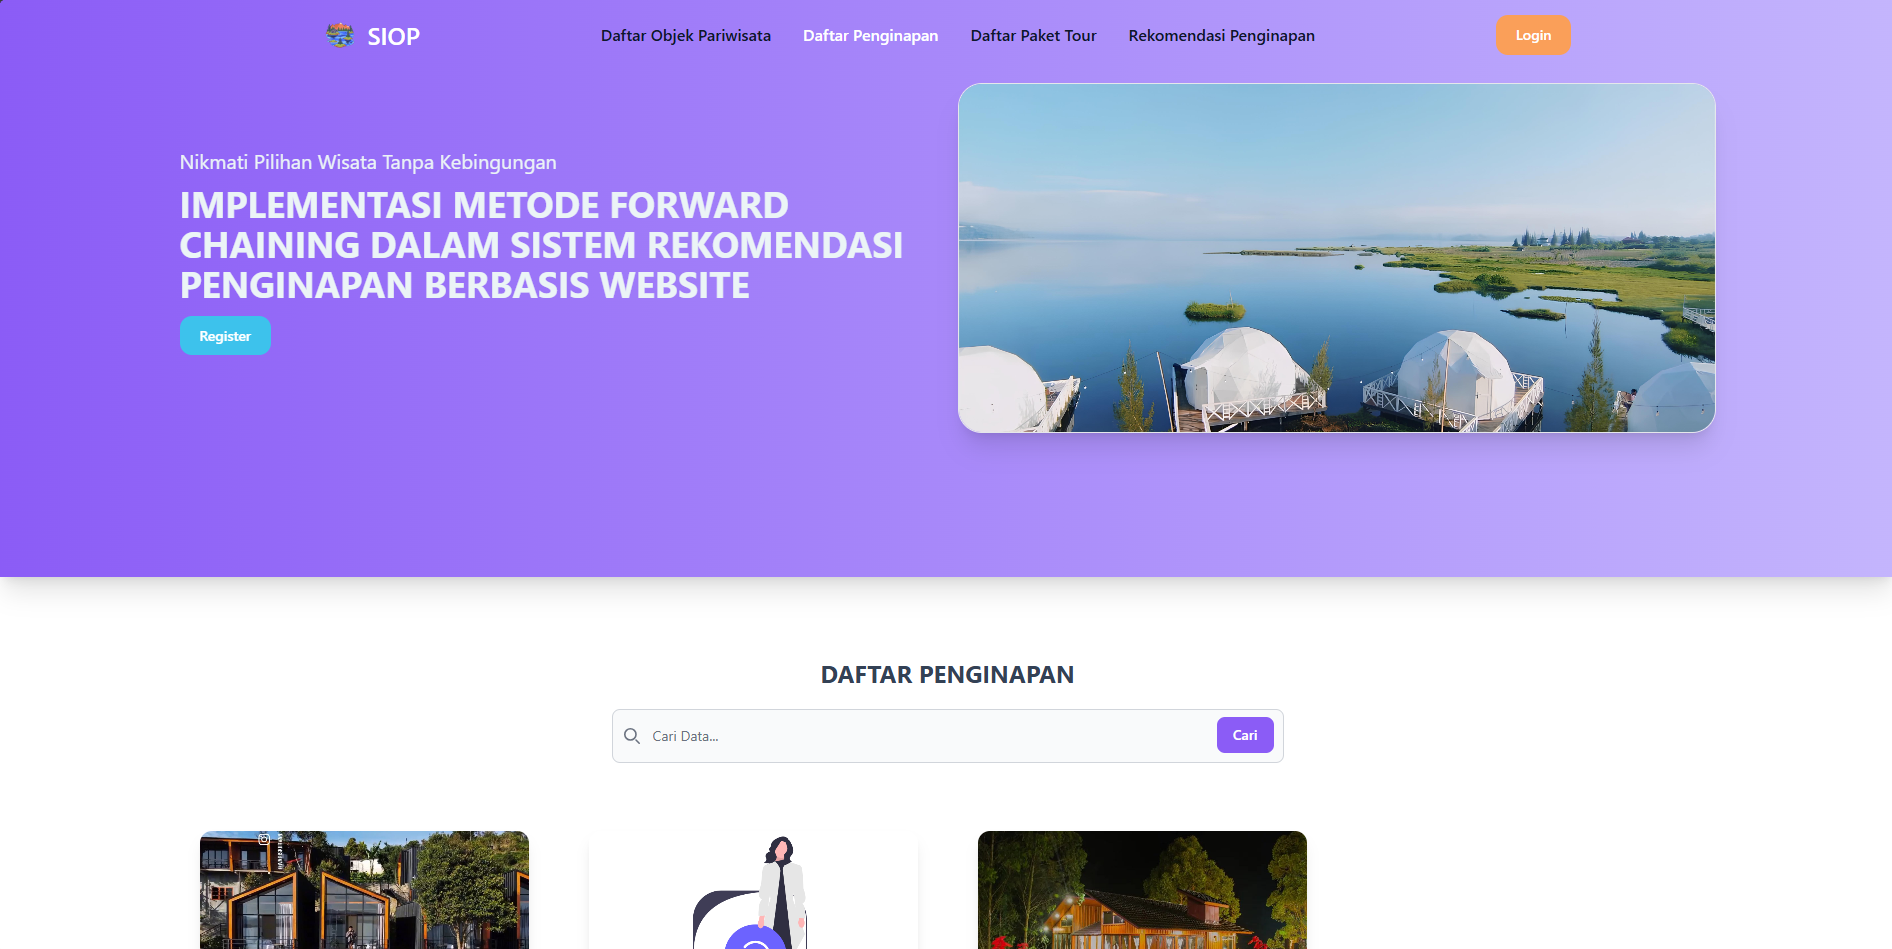 SIOP
Daftar Objek Pariwisata
Daftar Penginapan
Daftar Paket Tour
Rekomendasi Penginapan
Login
Nikmati Pilihan Wisata Tanpa Kebingungan
IMPLEMENTASI METODE FORWARD
CHAINING DALAM SISTEM REKOMENDASI
PENGINAPAN BERBASIS WEBSITE
Register
DAFTAR PENGINAPAN
Cari Data...
Cari